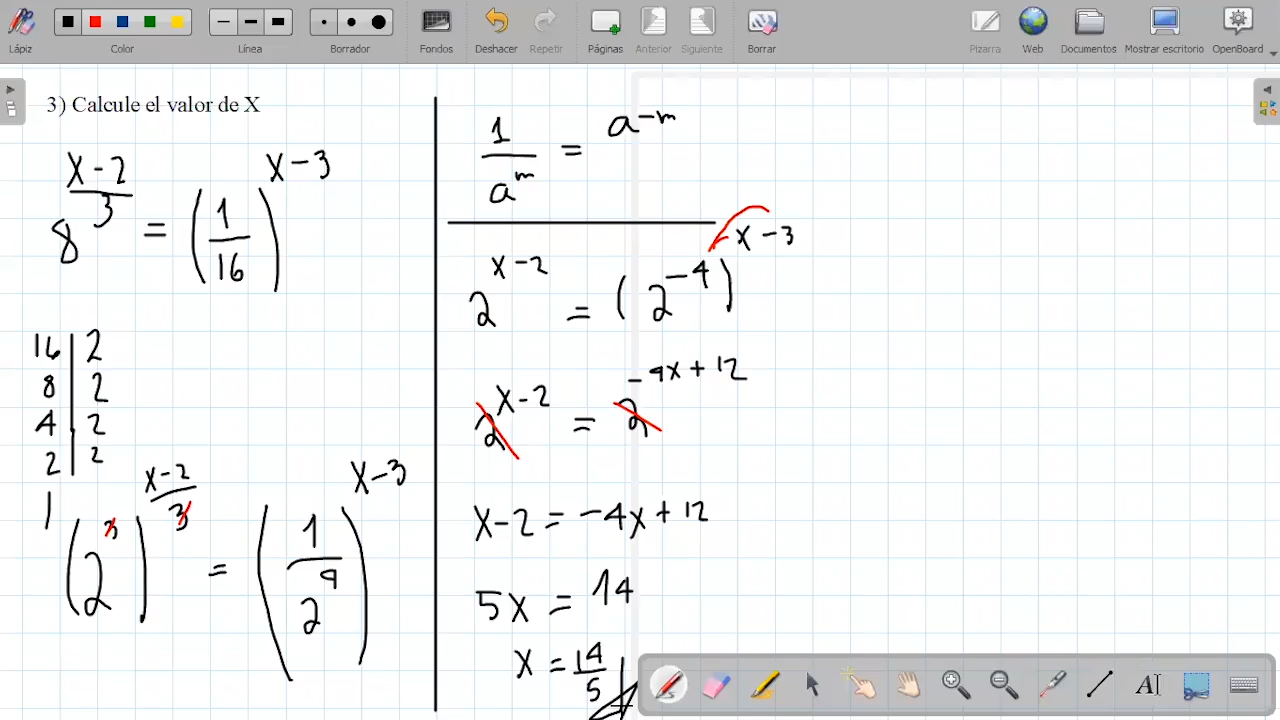 Lápiz Color Línea Borrador Fondos Deshacer Repetir Páginas Anterior Siguiente Borrar Pizarra Web Documentos Mostrar escritorio OpenBoard
3) Calcule el valor de X
8^((x-2)/3) = (1/16)^(x-3)
16 | 2
8 | 2
4 | 2
2 | 2
1
(2^3)^((x-2)/3) = (1/2^4)^(x-3)
1/a^m = a^-m
2^(x-2) = (2^-4)^(x-3)
2^(x-2) = 2^(-4x+12)
x-2 = -4x+12
5x = 14
x = 14/5